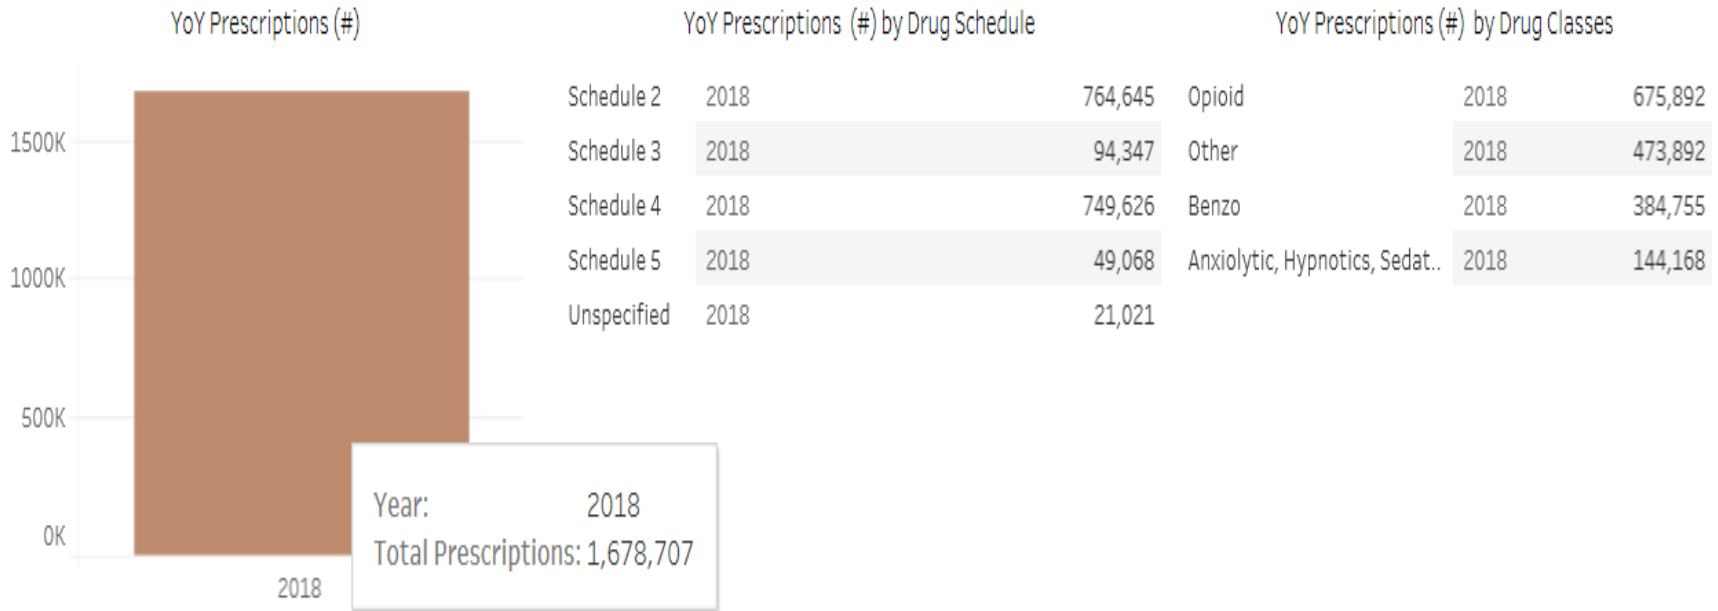 YoY Prescriptions (#)
1500K
1000K
500K
0K
2018
Year: 2018
Total Prescriptions: 1,678,707
YoY Prescriptions (#) by Drug Schedule
Schedule 2 2018 764,645
Schedule 3 2018 94,347
Schedule 4 2018 749,626
Schedule 5 2018 49,068
Unspecified 2018 21,021
YoY Prescriptions (#) by Drug Classes
Opioid 2018 675,892
Other 2018 473,892
Benzo 2018 384,755
Anxiolytic, Hypnotics, Sedat.. 2018 144,168